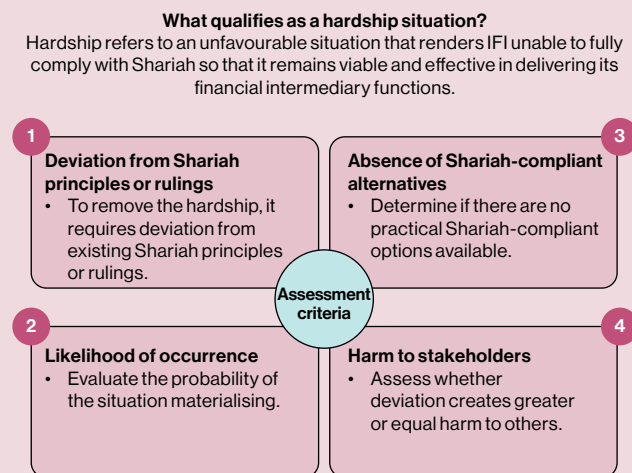 What qualifies as a hardship situation?
Hardship refers to an unfavourable situation that renders IFI unable to fully
comply with Shariah so that it remains viable and effective in delivering its
financial intermediary functions.
1
Deviation from Shariah
principles or rulings
• To remove the hardship, it
requires deviation from
existing Shariah principles
or rulings.
2
Likelihood of occurrence
• Evaluate the probability of
the situation materialising.
3
Absence of Shariah-compliant
alternatives
• Determine if there are no
practical Shariah-compliant
options available.
4
Harm to stakeholders
• Assess whether
deviation creates greater
or equal harm to others.
Assessment
criteria